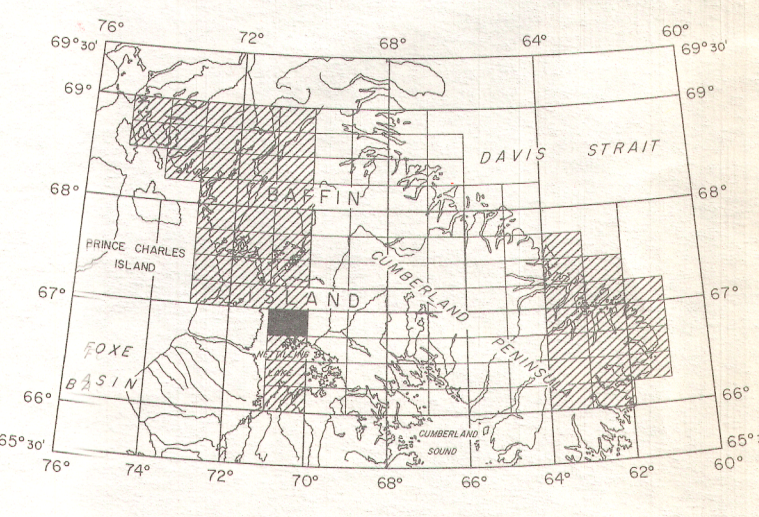 76°
72°
68°
64°
60°
69°30'
69°30'
69°
69°
DAVIS STRAIT
68°
BAFFIN
68°
PRINCE CHARLES
ISLAND
CUMBERLAND
67°
ISLAND
67°
FOXE
NETTILLING
LAKE
PENINSULA
BASIN
66°
66°
CUMBERLAND
SOUND
65°30'
65°
76°
74°
72°
70°
68°
66°
64°
62°
60°